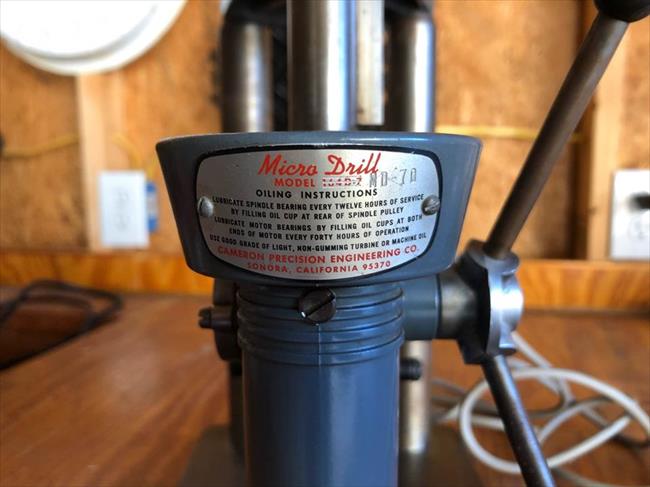 Micro Drill
MODEL 164B-7 MD-70
OILING INSTRUCTIONS
LUBRICATE SPINDLE BEARING EVERY TWELVE HOURS OF SERVICE
BY FILLING OIL CUP AT REAR OF SPINDLE PULLEY
LUBRICATE MOTOR BEARINGS BY FILLING OIL CUPS AT BOTH
ENDS OF MOTOR EVERY FORTY HOURS OF OPERATION
USE GOOD GRADE OF LIGHT, NON-GUMMING TURBINE OR MACHINE OIL
CAMERON PRECISION ENGINEERING CO.
SONORA, CALIFORNIA 95370